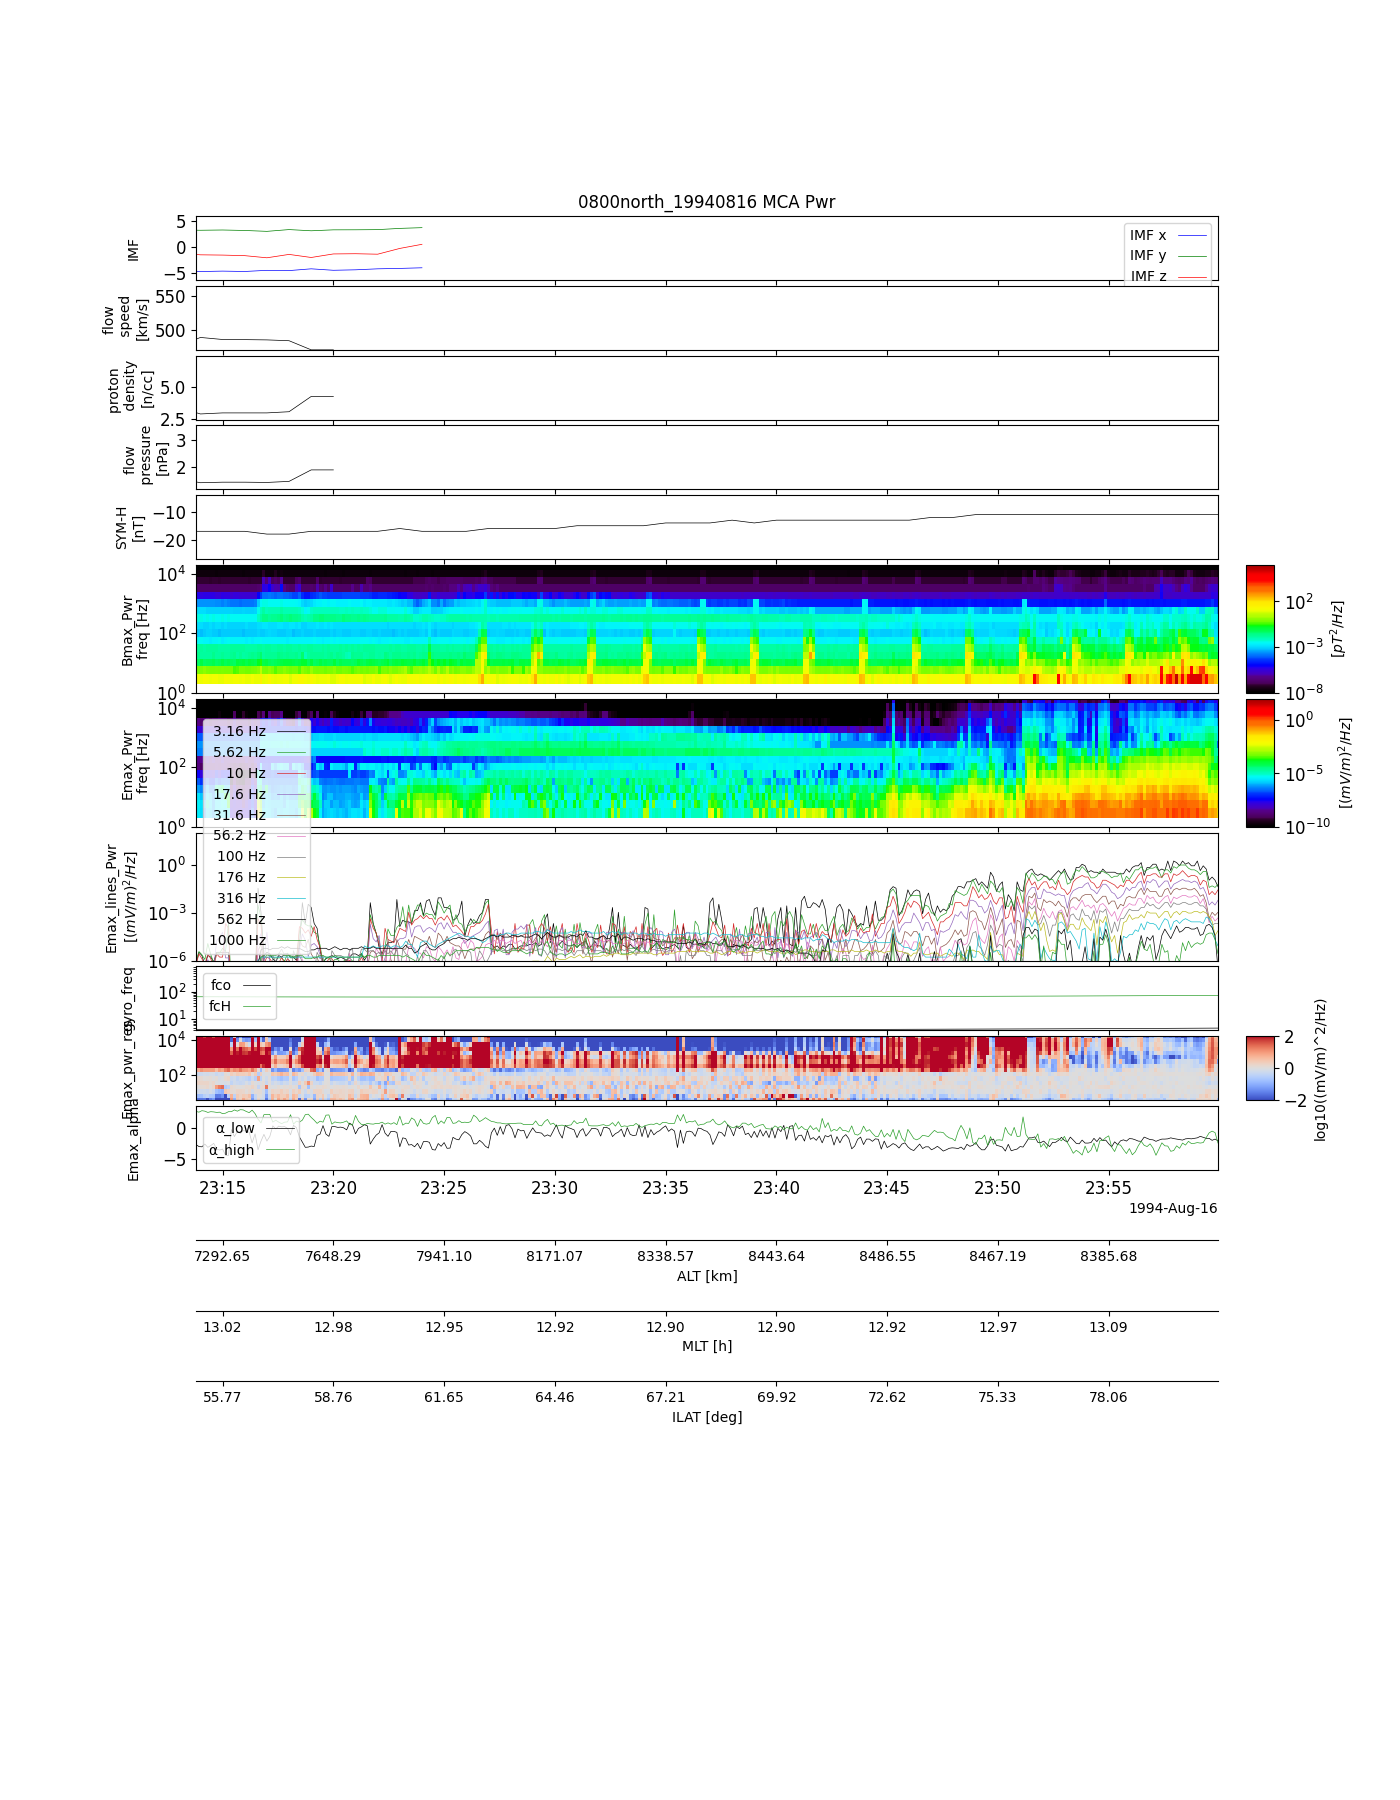 0800north_19940816 MCA Pwr
IMF
5
0
−5
IMF x
IMF y
IMF z
flow
speed
[km/s]
550
500
proton
density
[n/cc]
5.0
2.5
flow
pressure
[nPa]
3
2
SYM-H
[nT]
−10
−20
Bmax_Pwr
freq [Hz]
10^4
10^2
10^0
10^2
10^−3
10^−8
[pT^2/Hz]
Emax_Pwr
freq [Hz]
10^4
10^2
10^0
10^0
10^−5
10^−10
[(mV/m)^2/Hz]
3.16 Hz
5.62 Hz
10 Hz
17.6 Hz
31.6 Hz
56.2 Hz
100 Hz
176 Hz
316 Hz
562 Hz
1000 Hz
Emax_lines_Pwr
[(mV/m)^2/Hz]
10^0
10^−3
10^−6
gyro_freq
10^2
10^1
fco
fcH
Emax_pwr_reg
10^4
10^2
2
0
−2
log10((mV/m)^2/Hz)
Emax_alpha
0
−5
α_low
α_high
23:15 23:20 23:25 23:30 23:35 23:40 23:45 23:50 23:55
1994-Aug-16
7292.65 7648.29 7941.10 8171.07 8338.57 8443.64 8486.55 8467.19 8385.68
ALT [km]
13.02 12.98 12.95 12.92 12.90 12.90 12.92 12.97 13.09
MLT [h]
55.77 58.76 61.65 64.46 67.21 69.92 72.62 75.33 78.06
ILAT [deg]